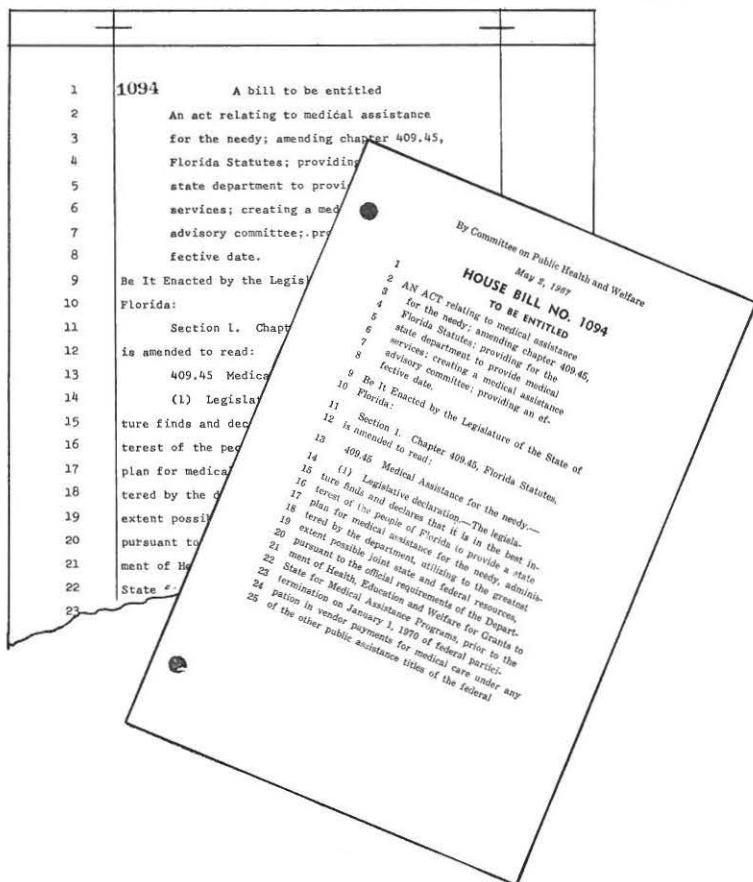 1 1094 A bill to be entitled
2 An act relating to medical assistance
3 for the needy; amending chapter 409.45,
4 Florida Statutes; providing
5 state department to provi
6 services; creating a med
7 advisory committee; pro
8 fective date.
9 Be It Enacted by the Legisl
10 Florida:
11 Section 1. Chapt
12 is amended to read:
13 409.45 Medica
14 (1) Legislat
15 ture finds and dec
16 terest of the peo
17 plan for medical
18 tered by the d
19 extent possib
20 pursuant to
21 ment of He
22 State
23
By Committee on Public Health and Welfare
May 2, 1967
HOUSE BILL NO. 1094
1 TO BE ENTITLED
2 AN ACT relating to medical assistance
3 for the needy; amending chapter 409.45,
4 Florida Statutes; providing for the
5 state department to provide medical
6 services; creating a medical assistance
7 advisory committee; providing an ef-
8 fective date.
9 Be It Enacted by the Legislature of the State of
10 Florida:
11 Section 1. Chapter 409.45, Florida Statutes,
12 is amended to read:
13 409.45 Medical Assistance for the needy.—
14 (1) Legislative declaration.—The legisla-
15 ture finds and declares that it is in the best in-
16 terest of the people of Florida to provide a state
17 plan for medical assistance for the needy, adminis-
18 tered by the department, utilizing to the greatest
19 extent possible joint state and federal resources,
20 pursuant to the official requirements of the Depart-
21 ment of Health, Education and Welfare for Grants to
22 State for Medical Assistance Programs, prior to the
23 termination on January 1, 1970 of federal partici-
24 pation in vendor payments for medical care under any
25 of the other public assistance titles of the federal